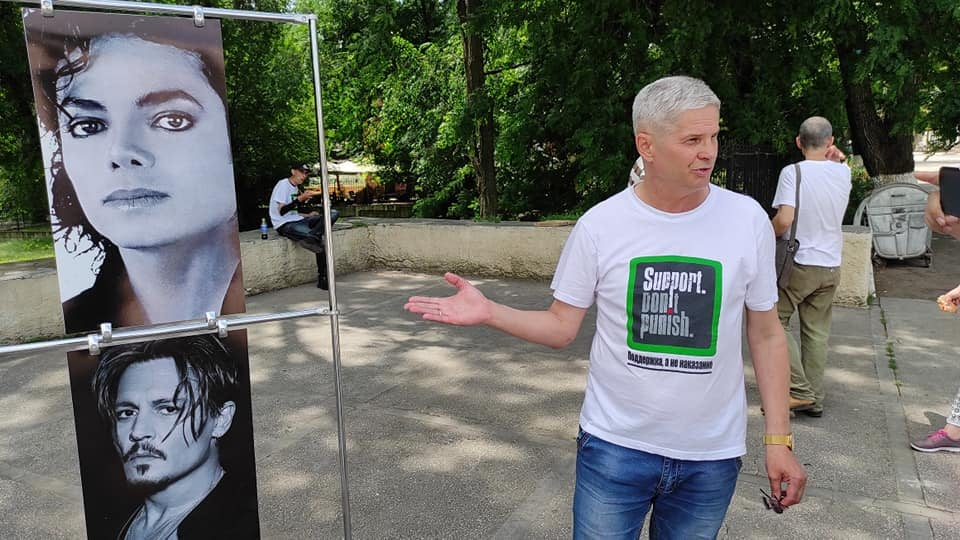 Support.
Don't
Punish.
Поддержка, а не наказание